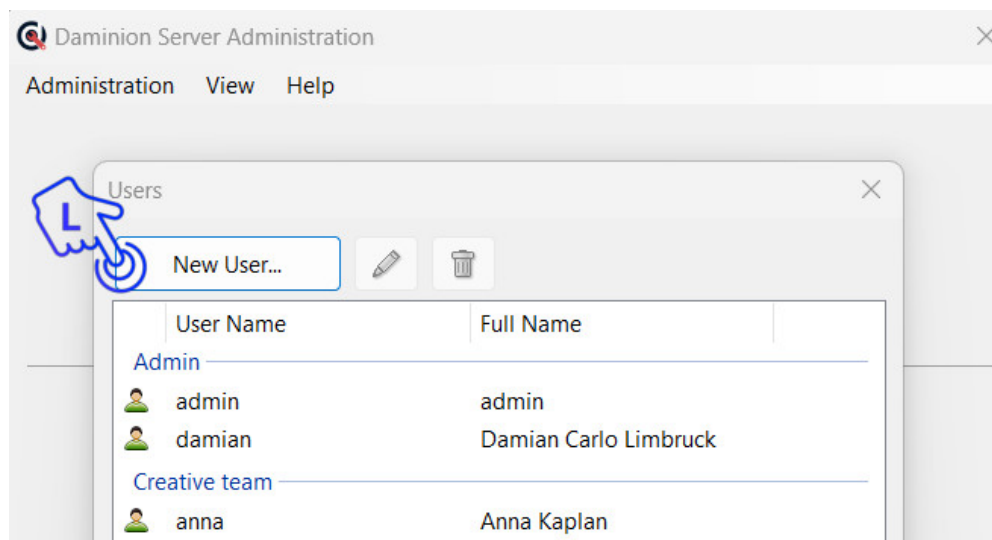 Daminion Server Administration
Administration View Help
Users
L
New User...
User Name Full Name
Admin
admin admin
damian Damian Carlo Limbruck
Creative team
anna Anna Kaplan